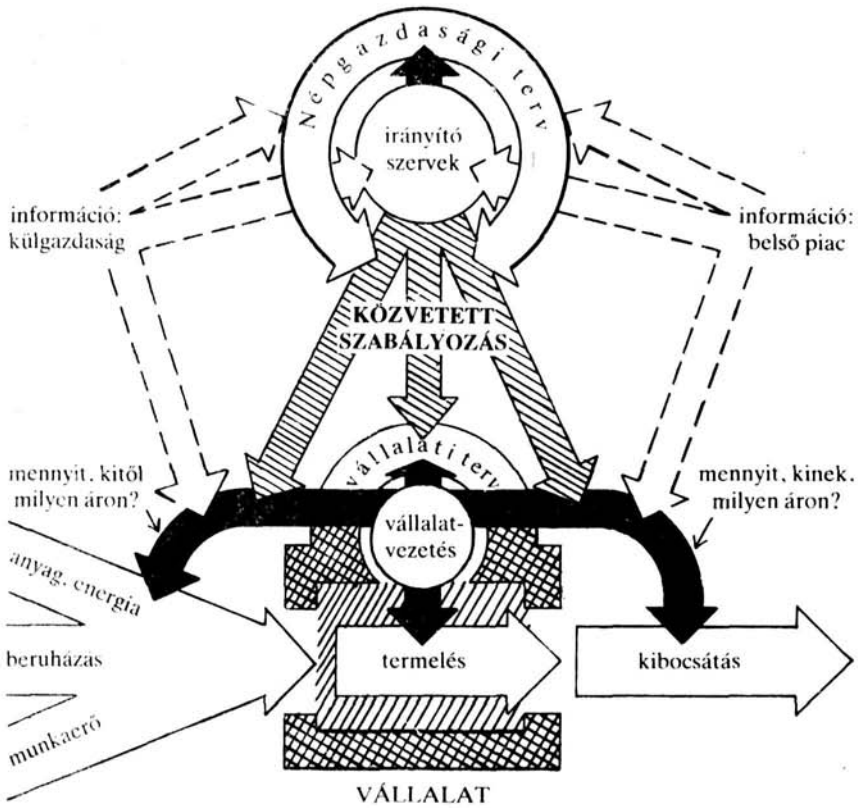 Népgazdasági terv
irányító
szervek
információ:
külgazdaság
információ:
belső piac
KÖZVETETT
SZABÁLYOZÁS
vállalati terv
mennyit, kitől
milyen áron?
mennyit, kinek,
milyen áron?
vállalat-
vezetés
anyag, energia
beruházás
termelés
kibocsátás
munkaerő
VÁLLALAT